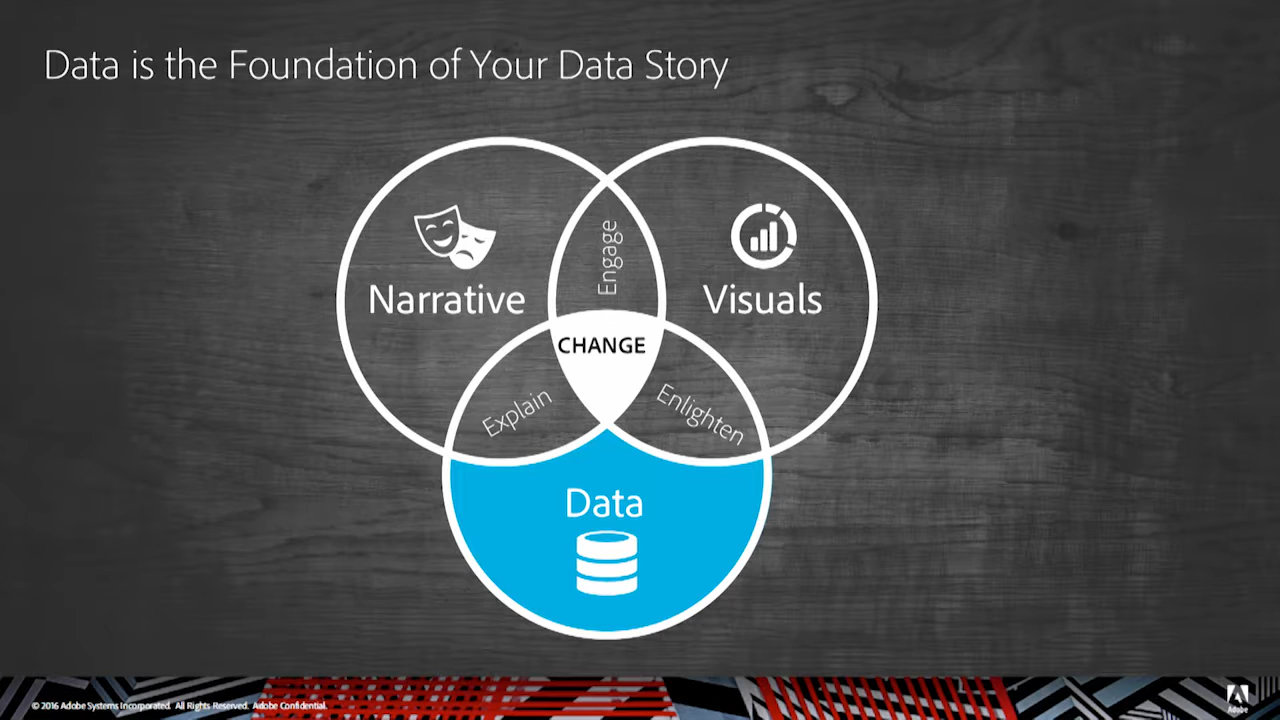 Data is the Foundation of Your Data Story
Narrative
Engage
Visuals
CHANGE
Explain
Enlighten
Data
© 2016 Adobe Systems Incorporated. All Rights Reserved. Adobe Confidential.
Adobe